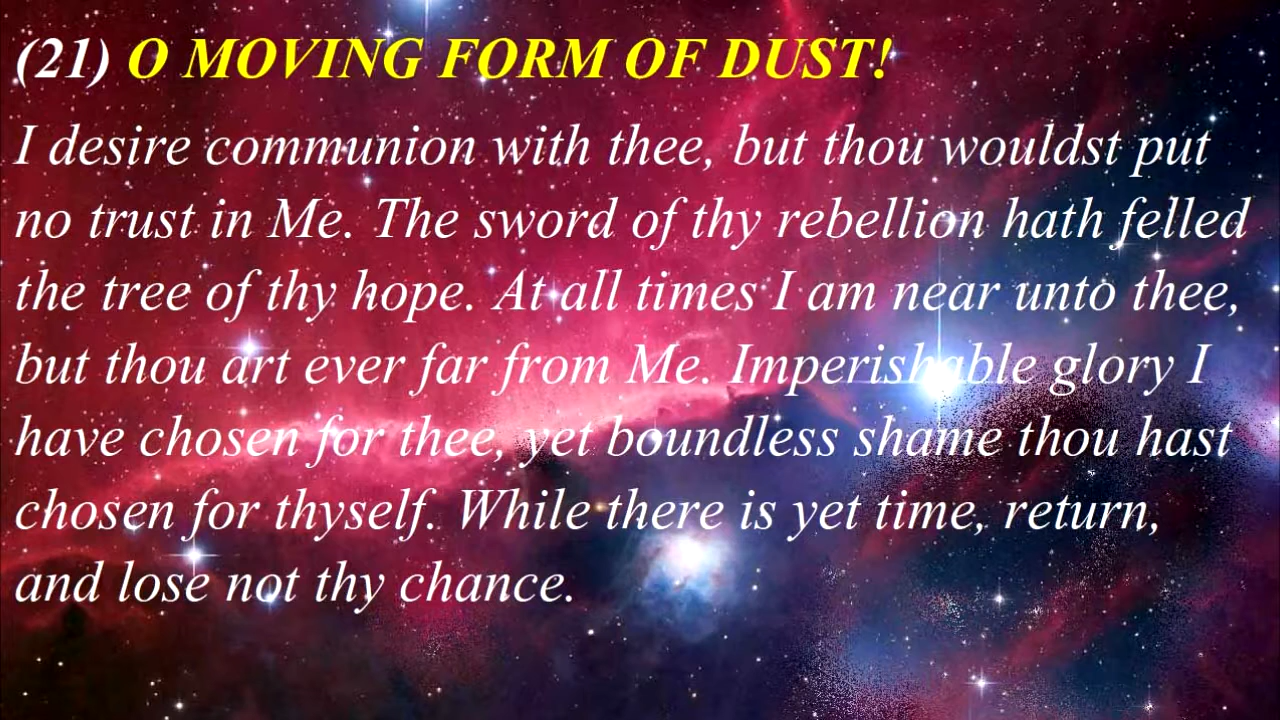 (21) O MOVING FORM OF DUST!
I desire communion with thee, but thou wouldst put
no trust in Me. The sword of thy rebellion hath felled
the tree of thy hope. At all times I am near unto thee,
but thou art ever far from Me. Imperishable glory I
have chosen for thee, yet boundless shame thou hast
chosen for thyself. While there is yet time, return,
and lose not thy chance.